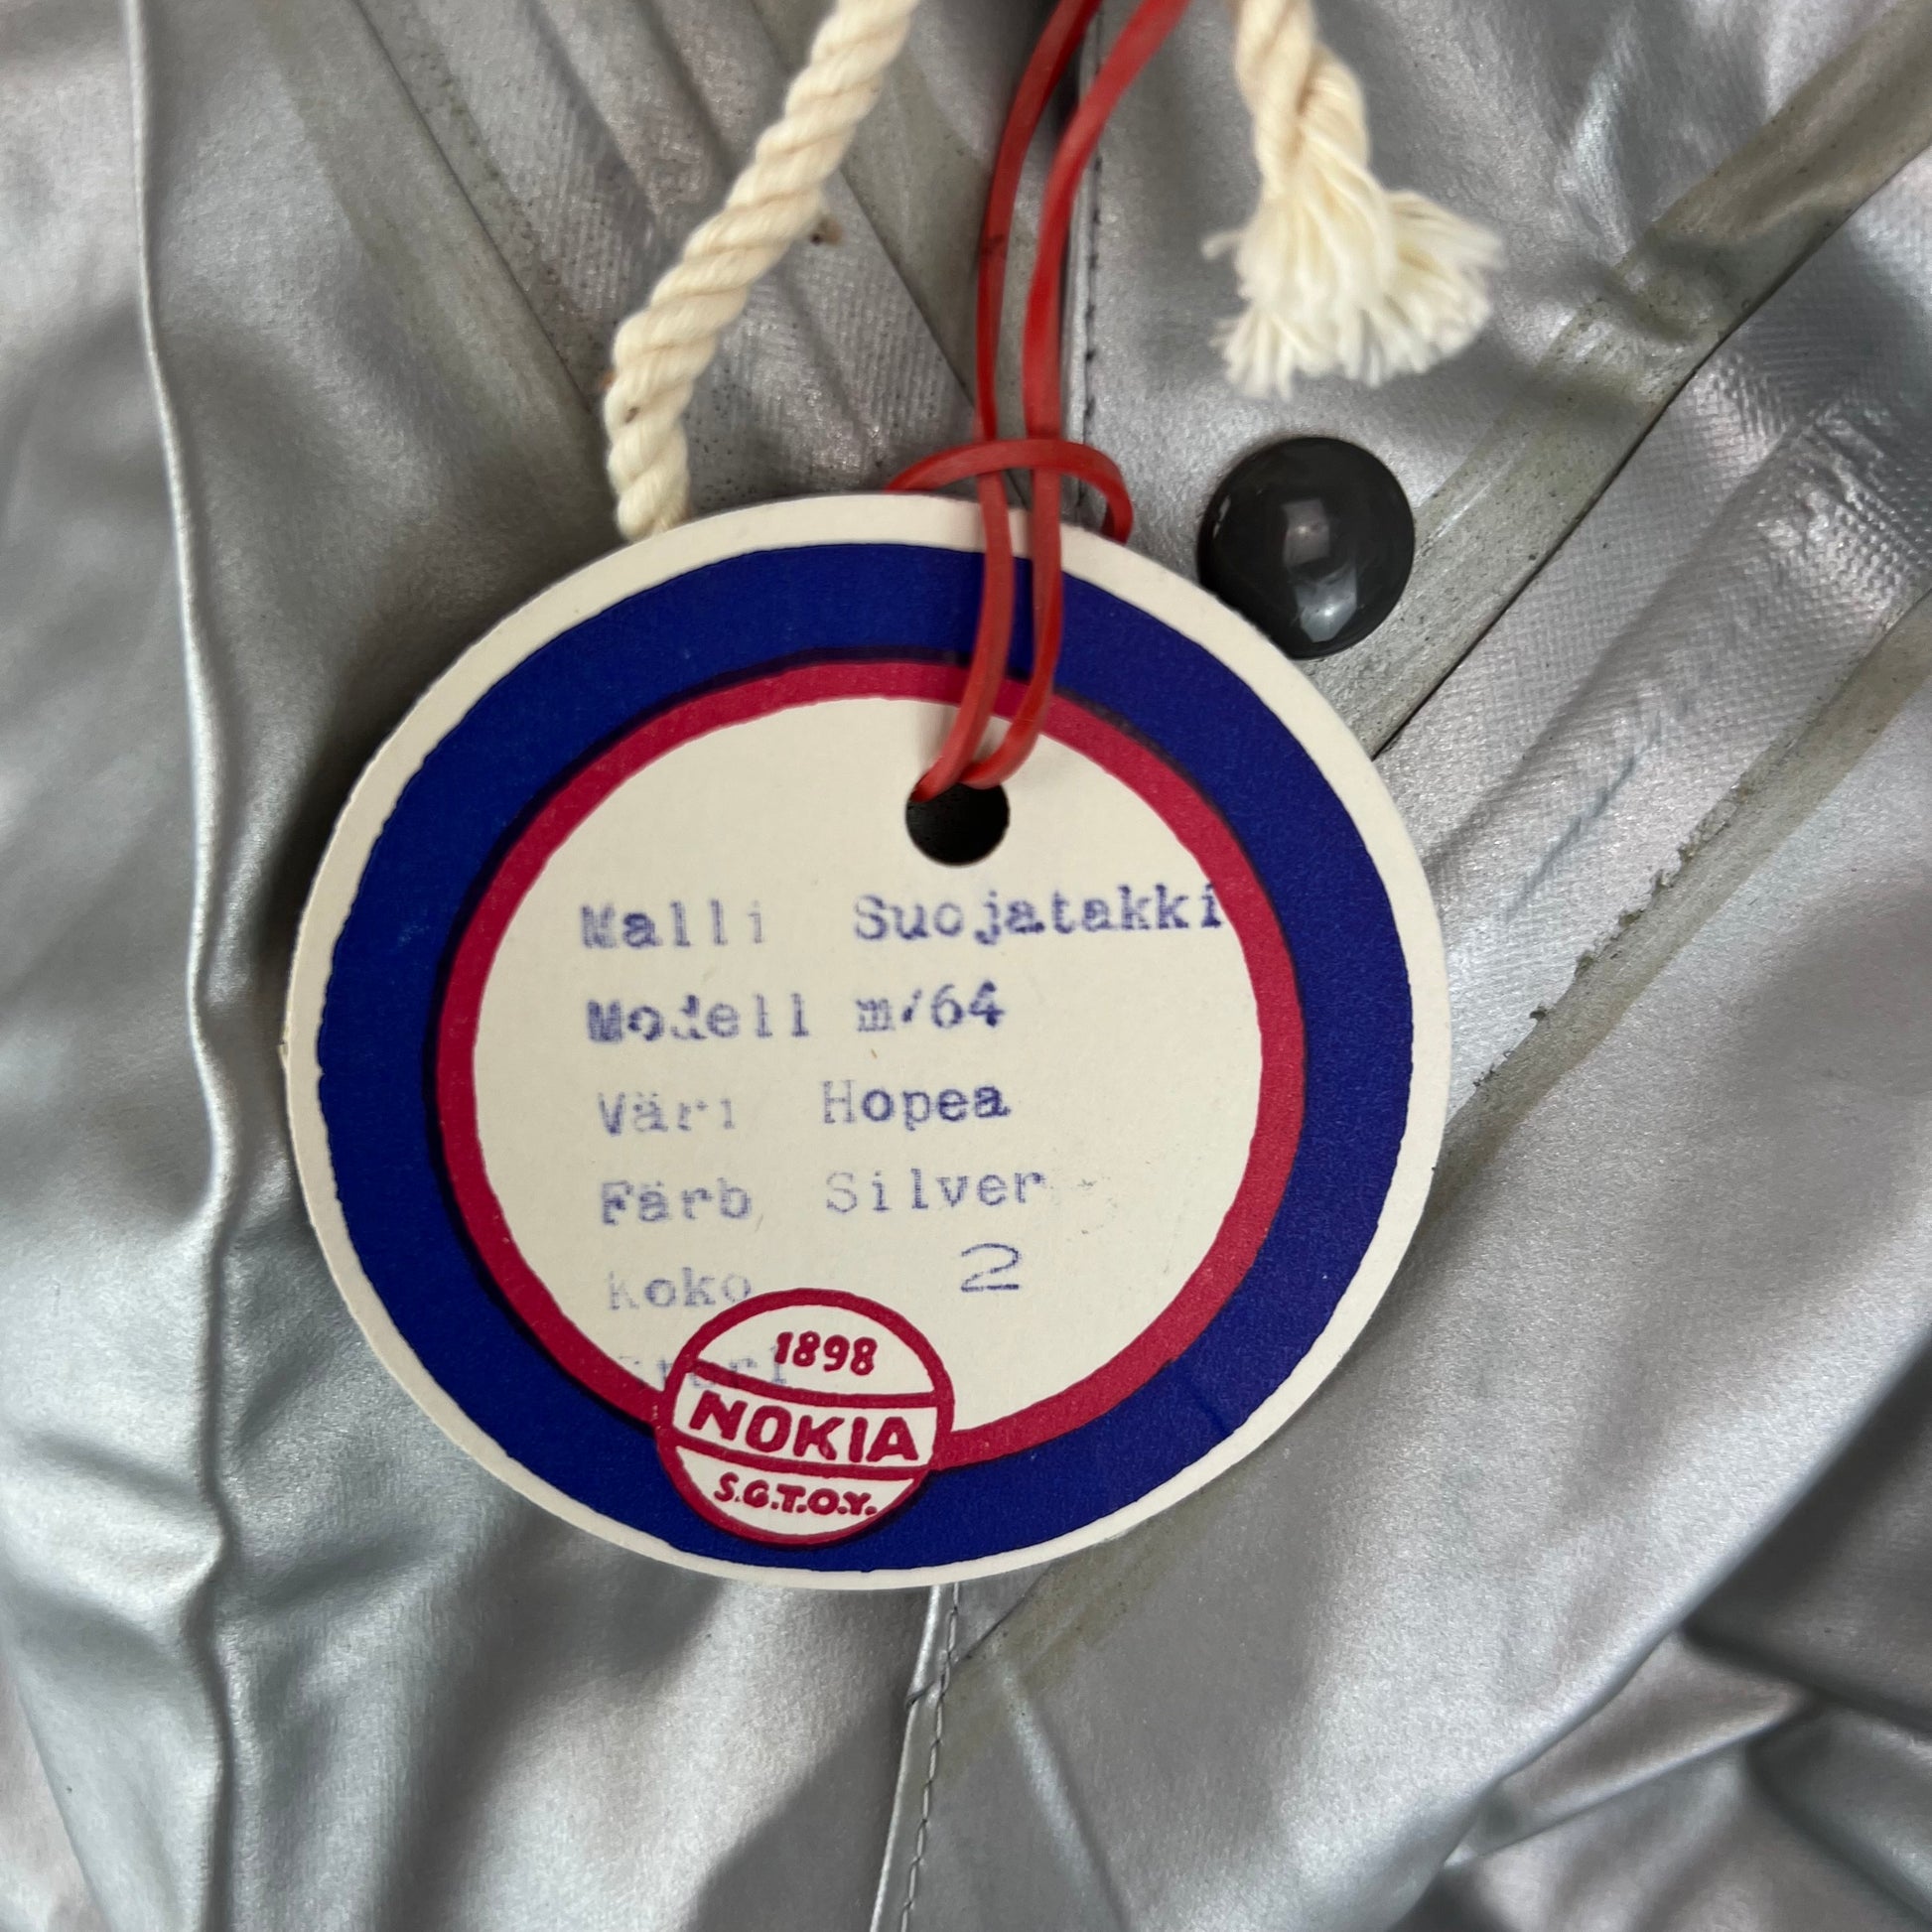 Malli Suojatakki
Modell m/64
Väri Hopea
Färb Silver
Koko 2
1898
NOKIA
S.G.T.O.Y.